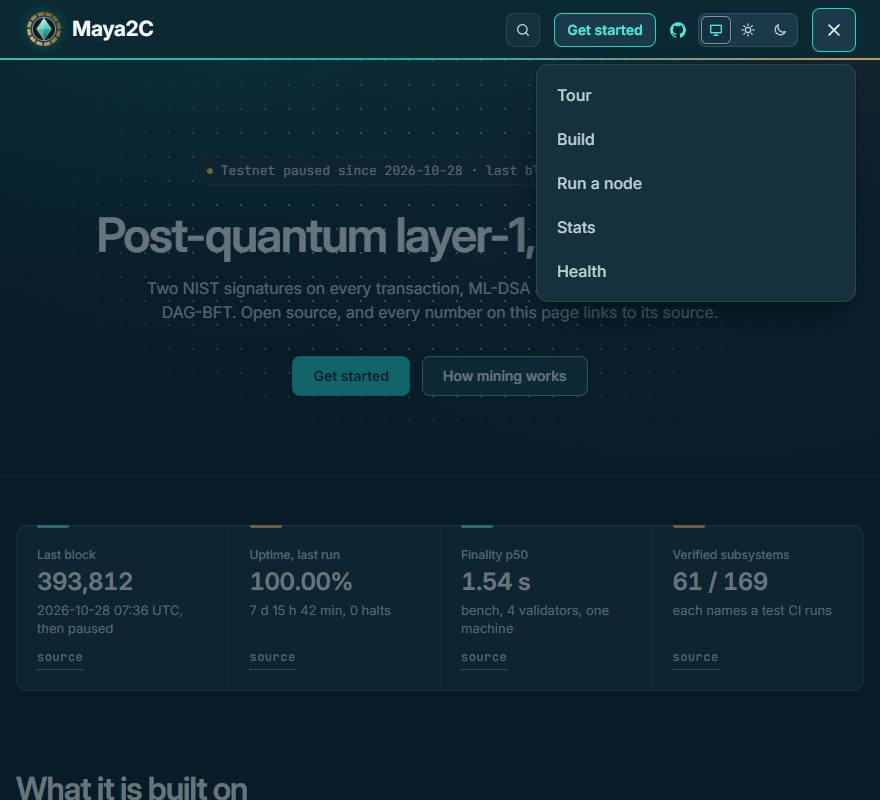 Maya2C
Get started
Tour
Build
Run a node
Stats
Health
Testnet paused since 2026-10-28 · last
Post-quantum layer-1,
Two NIST signatures on every transaction, ML-DSA
DAG-BFT. Open source, and every number on this page links to its source.
Get started
How mining works
Last block
393,812
2026-10-28 07:36 UTC,
then paused
source
Uptime, last run
100.00%
7 d 15 h 42 min, 0 halts
source
Finality p50
1.54 s
bench, 4 validators, one
machine
source
Verified subsystems
61 / 169
each names a test CI runs
source
What it is built on